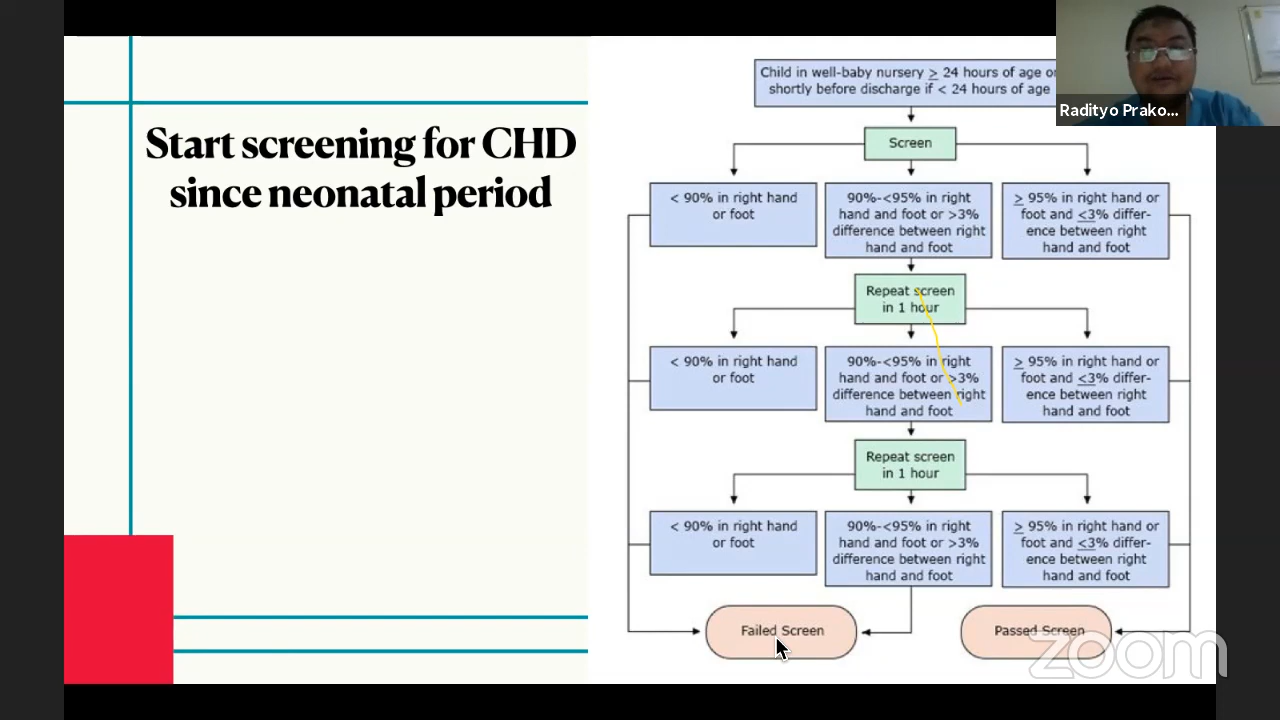 Start screening for CHD
since neonatal period
Child in well-baby nursery ≥ 24 hours of age or
shortly before discharge if < 24 hours of age
Screen
< 90% in right hand
or foot
90%-<95% in right
hand and foot or >3%
difference between right
hand and foot
≥ 95% in right hand or
foot and ≤3% differ-
ence between right
hand and foot
Repeat screen
in 1 hour
< 90% in right hand
or foot
90%-<95% in right
hand and foot or >3%
difference between right
hand and foot
≥ 95% in right hand or
foot and ≤3% differ-
ence between right
hand and foot
Repeat screen
in 1 hour
< 90% in right hand
or foot
90%-<95% in right
hand and foot or >3%
difference between right
hand and foot
≥ 95% in right hand or
foot and ≤3% differ-
ence between right
hand and foot
Failed Screen
Passed Screen
Radityo Prako...
zoom